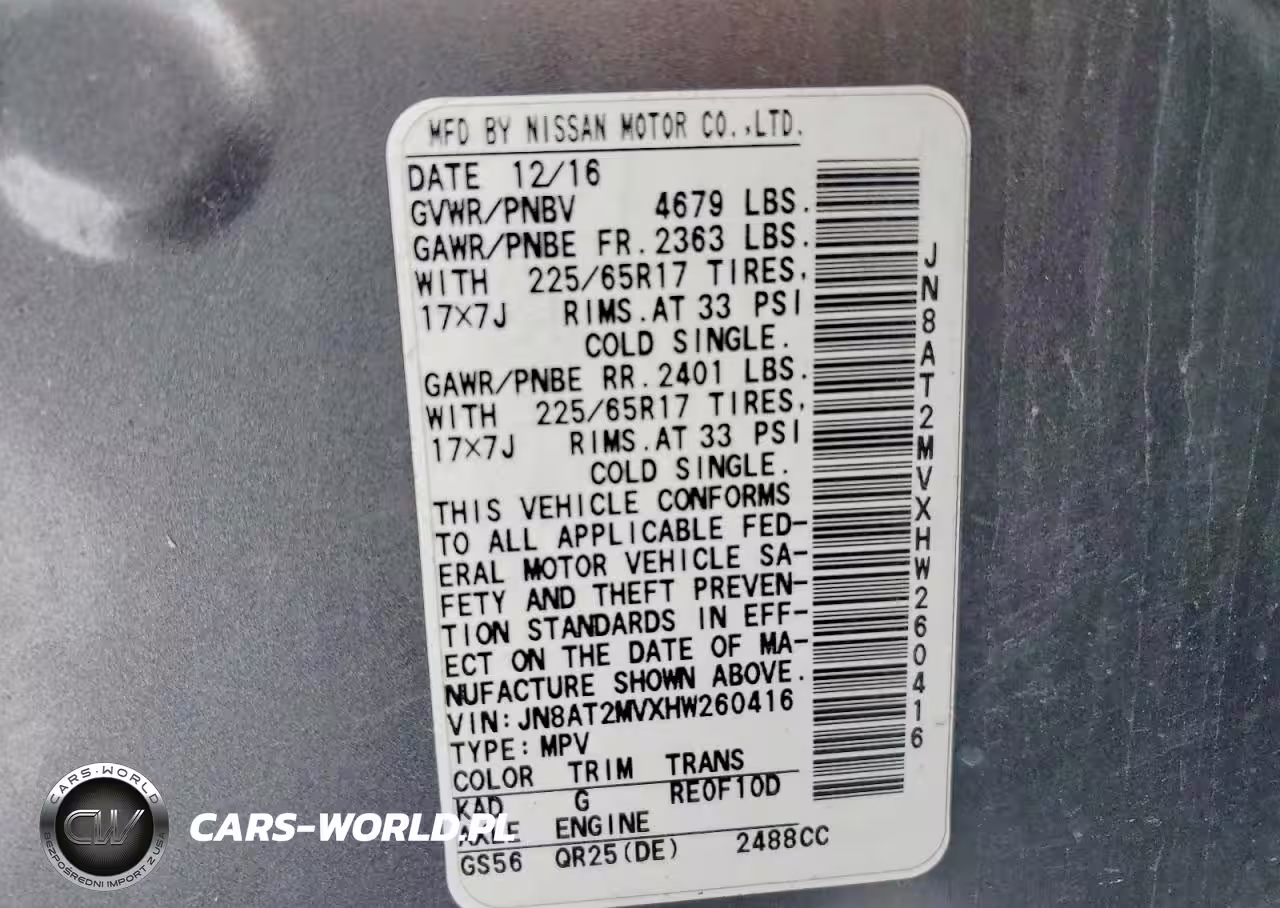 MFD BY NISSAN MOTOR CO.,LTD.
DATE 12/16
GVWR/PNBV 4679 LBS.
GAWR/PNBE FR.2363 LBS.
WITH 225/65R17 TIRES,
17×7J RIMS.AT 33 PSI
COLD SINGLE.
GAWR/PNBE RR.2401 LBS.
WITH 225/65R17 TIRES,
17×7J RIMS.AT 33 PSI
COLD SINGLE.
THIS VEHICLE CONFORMS
TO ALL APPLICABLE FED-
ERAL MOTOR VEHICLE SA-
FETY AND THEFT PREVEN-
TION STANDARDS IN EFF-
ECT ON THE DATE OF MA-
NUFACTURE SHOWN ABOVE.
VIN:JN8AT2MVXHW260416
TYPE:MPV
COLOR TRIM TRANS
KAD G RE0F10D
AXLE ENGINE
GS56 QR25(DE) 2488CC
JN8AT2MVXHW260416
CARS-WORLD
CW
BEZPOŚREDNI IMPORT Z USA
CARS-WORLD.PL